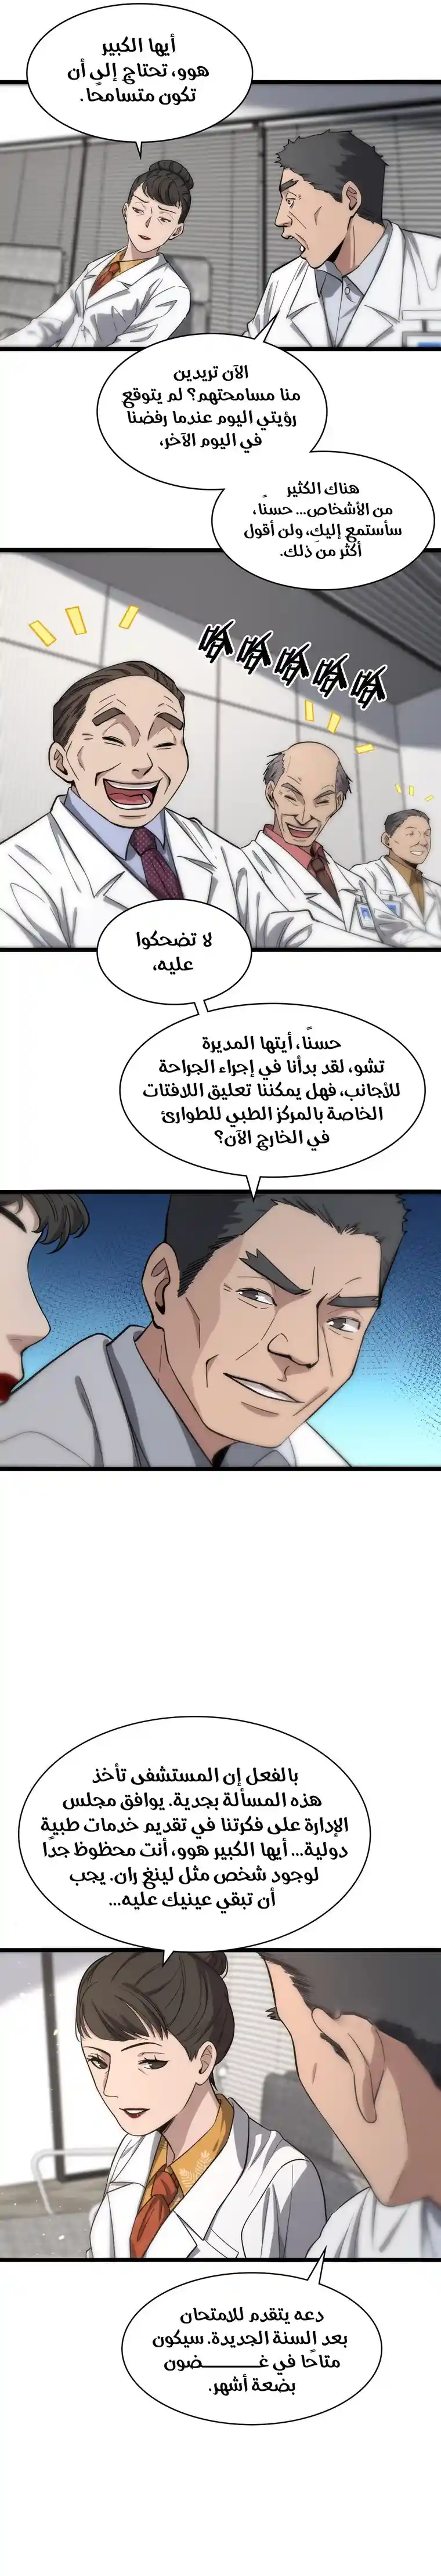 أيها الكبير
هوو، تحتاج إلى أن
تكون متسامحًا.
الآن تريدين
منا مسامحتهم؟ لم يتوقع
رؤيتي اليوم عندما رفضنا
في اليوم الآخر،
هناك الكثير
من الأشخاص... حسنًا،
سأستمع إليكِ، ولن أقول
أكثر من ذلك.
哈哈哈哈哈
لا تضحكوا
عليه،
حسنًا، أيتها المديرة
تشو، لقد بدأنا في إجراء الجراحة
للأجانب، فهل يمكننا تعليق اللافتات
الخاصة بالمركز الطبي للطوارئ
في الخارج الآن؟
بالفعل إن المستشفى تأخذ
هذه المسألة بجدية. يوافق مجلس
الإدارة على فكرتنا في تقديم خدمات طبية
دولية... أيها الكبير هوو، أنت محظوظ جدًا
لوجود شخص مثل لينغ ران. يجب
أن تبقي عينيك عليه...
دعه يتقدم للامتحان
بعد السنة الجديدة. سيكون
متاحًا في غـــــــضون
بضعة أشهر.